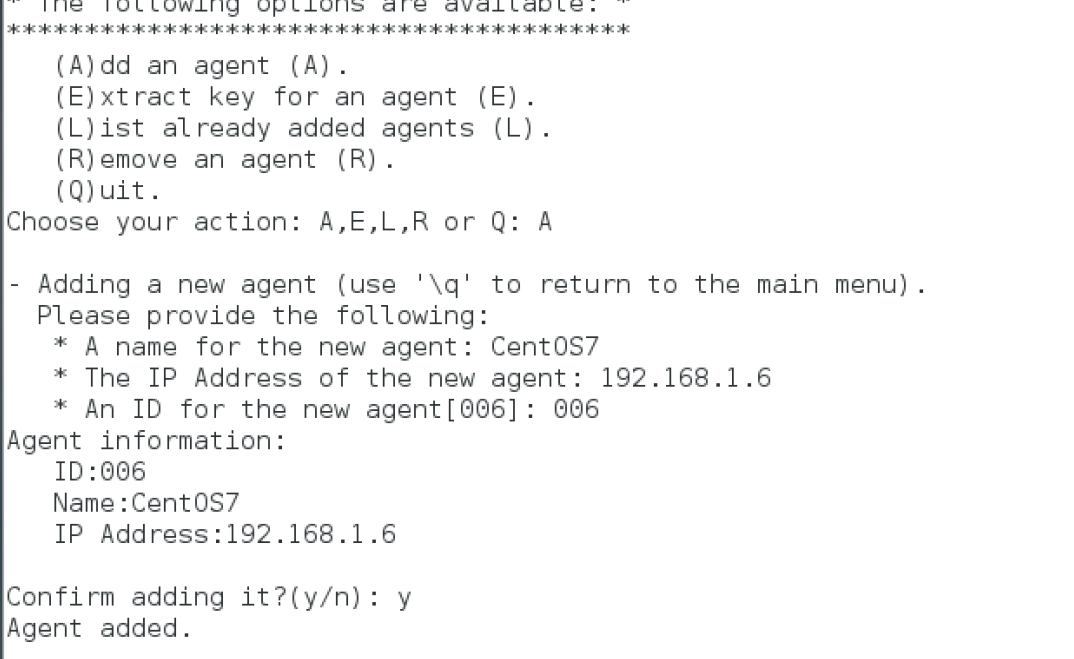 * The following options are available: *
****************************************
(A)dd an agent (A).
(E)xtract key for an agent (E).
(L)ist already added agents (L).
(R)emove an agent (R).
(Q)uit.
Choose your action: A,E,L,R or Q: A
- Adding a new agent (use '\q' to return to the main menu).
Please provide the following:
* A name for the new agent: CentOS7
* The IP Address of the new agent: 192.168.1.6
* An ID for the new agent[006]: 006
Agent information:
ID:006
Name:CentOS7
IP Address:192.168.1.6
Confirm adding it?(y/n): y
Agent added.